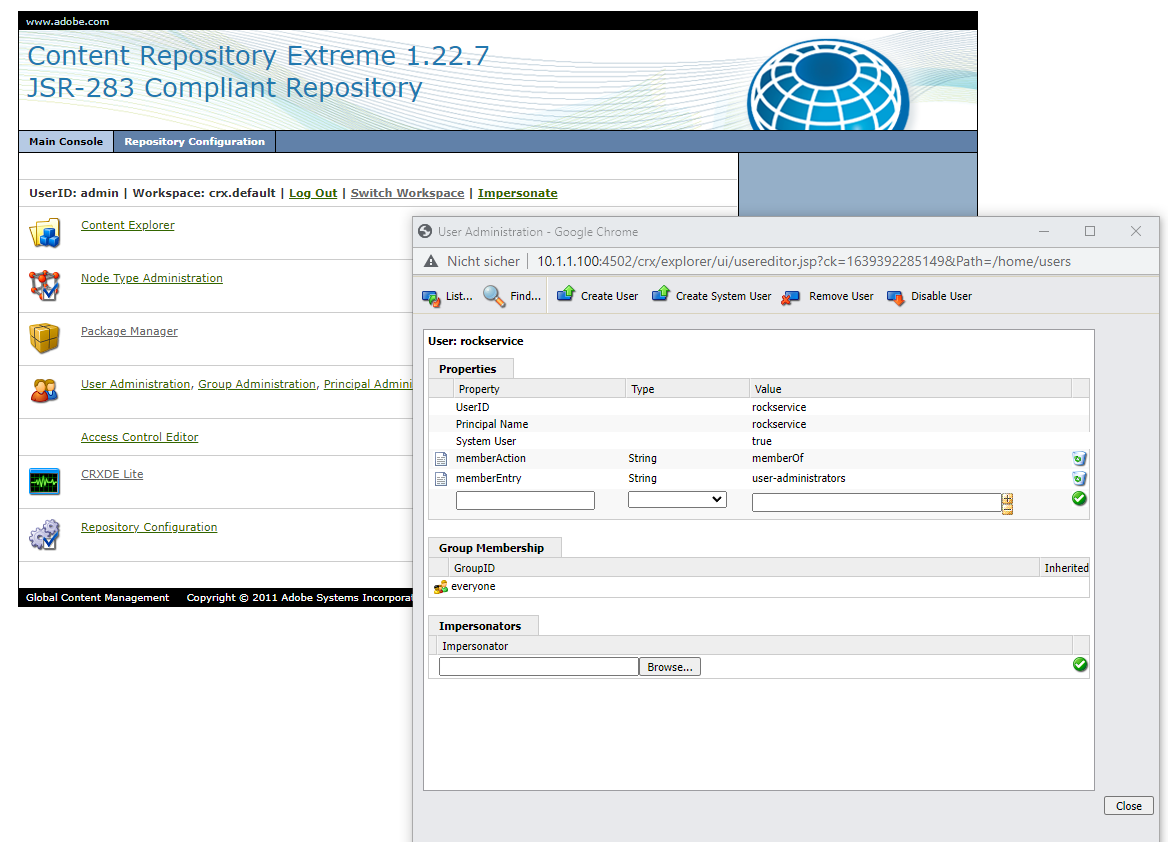 www.adobe.com
Content Repository Extreme 1.22.7
JSR-283 Compliant Repository
Main Console Repository Configuration
UserID: admin | Workspace: crx.default | Log Out | Switch Workspace | Impersonate
Content Explorer
Node Type Administration
Package Manager
User Administration, Group Administration, Principal Admini
Access Control Editor
CRXDE Lite
Repository Configuration
Global Content Management Copyright © 2011 Adobe Systems Incorporat
User Administration - Google Chrome
Nicht sicher | 10.1.1.100:4502/crx/explorer/ui/usereditor.jsp?ck=1639392285149&Path=/home/users
List... Find... Create User Create System User Remove User Disable User
User: rockservice
Properties
Property Type Value
UserID rockservice
Principal Name rockservice
System User true
memberAction String memberOf
memberEntry String user-administrators
Group Membership
GroupID Inherited
everyone
Impersonators
Impersonator
Browse...
Close